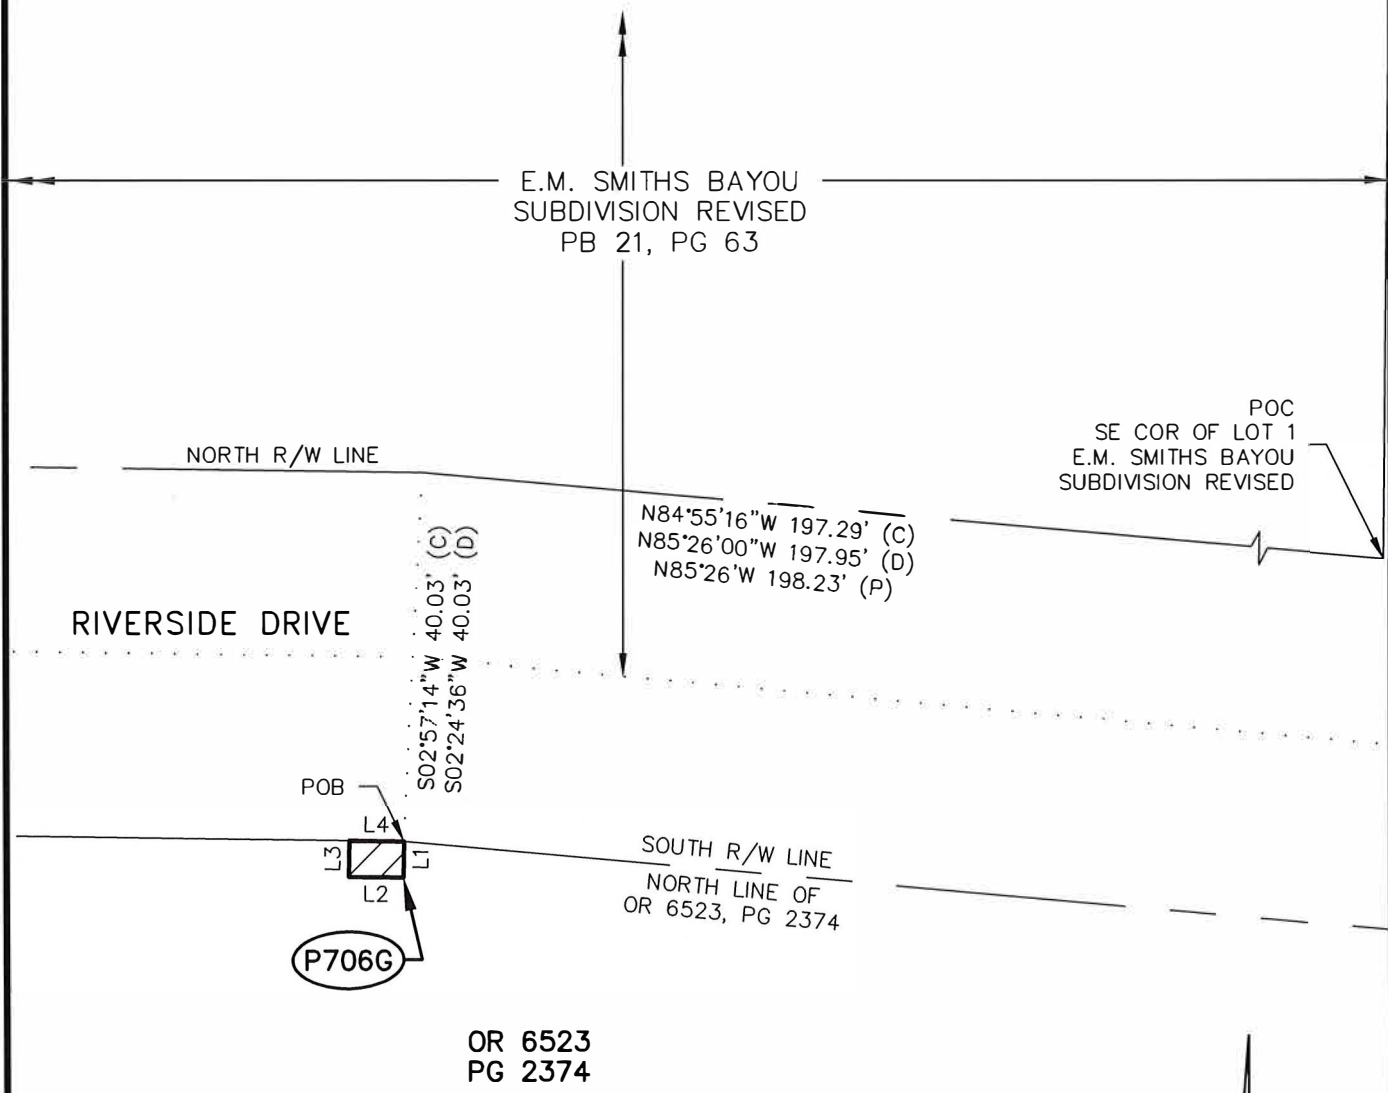 E.M. SMITHS BAYOU
SUBDIVISION REVISED
PB 21, PG 63
POC
SE COR OF LOT 1
E.M. SMITHS BAYOU
SUBDIVISION REVISED
NORTH R/W LINE
N84°55'16"W 197.29' (C)
N85°26'00"W 197.95' (D)
N85°26'W 198.23' (P)
S02°57'14"W 40.03' (C)
S02°24'36"W 40.03' (D)
RIVERSIDE DRIVE
POB
L4
L3
L1
L2
SOUTH R/W LINE
NORTH LINE OF
OR 6523, PG 2374
P706G
OR 6523
PG 2374